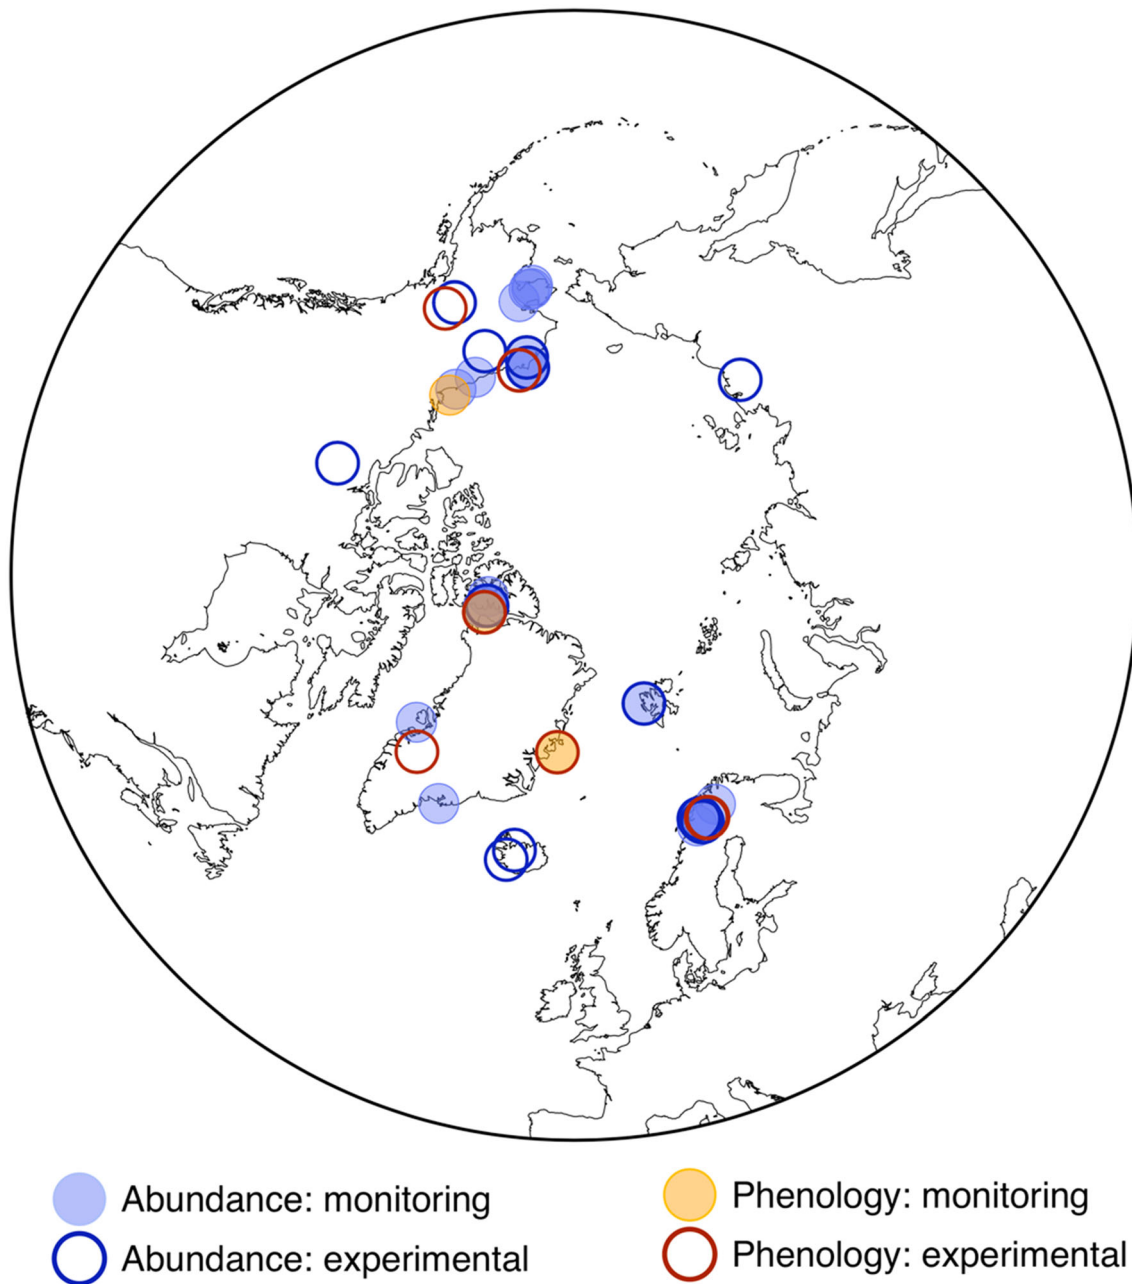 Abundance: monitoring
Phenology: monitoring
Abundance: experimental
Phenology: experimental